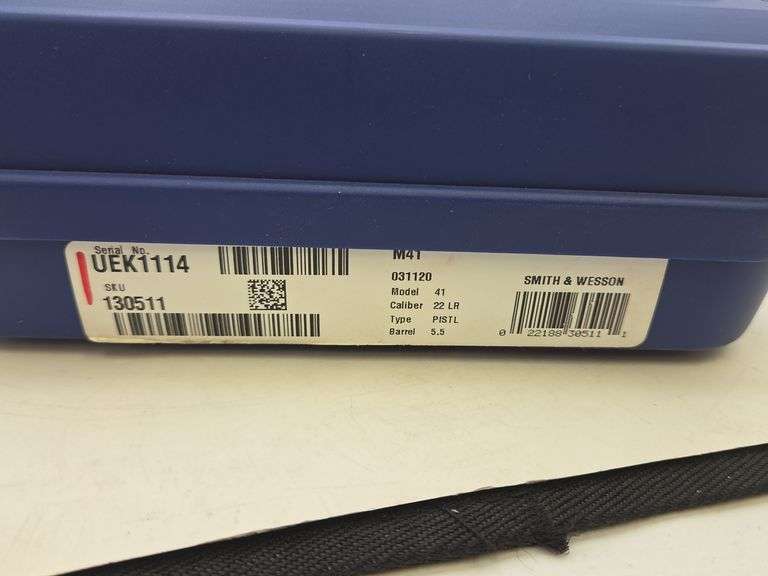 Serial No.
UEK1114
SKU
130511
M41
031120
Model 41
Caliber 22 LR
Type PISTL
Barrel 5.5
SMITH & WESSON
0 22188 30511 1